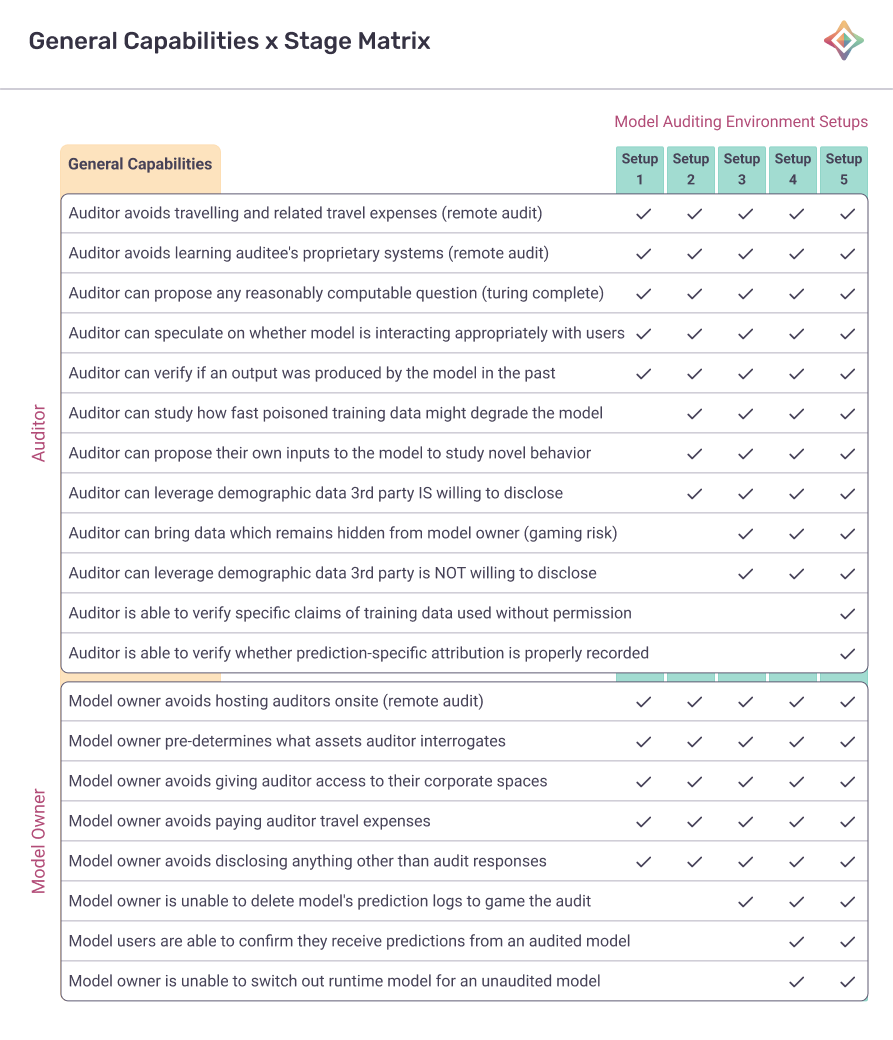 General Capabilities x Stage Matrix
Model Auditing Environment Setups
General Capabilities
Setup 1
Setup 2
Setup 3
Setup 4
Setup 5
Auditor
Auditor avoids travelling and related travel expenses (remote audit)
Auditor avoids learning auditee's proprietary systems (remote audit)
Auditor can propose any reasonably computable question (turing complete)
Auditor can speculate on whether model is interacting appropriately with users
Auditor can verify if an output was produced by the model in the past
Auditor can study how fast poisoned training data might degrade the model
Auditor can propose their own inputs to the model to study novel behavior
Auditor can leverage demographic data 3rd party IS willing to disclose
Auditor can bring data which remains hidden from model owner (gaming risk)
Auditor can leverage demographic data 3rd party is NOT willing to disclose
Auditor is able to verify specific claims of training data used without permission
Auditor is able to verify whether prediction-specific attribution is properly recorded
Model Owner
Model owner avoids hosting auditors onsite (remote audit)
Model owner pre-determines what assets auditor interrogates
Model owner avoids giving auditor access to their corporate spaces
Model owner avoids paying auditor travel expenses
Model owner avoids disclosing anything other than audit responses
Model owner is unable to delete model's prediction logs to game the audit
Model users are able to confirm they receive predictions from an audited model
Model owner is unable to switch out runtime model for an unaudited model